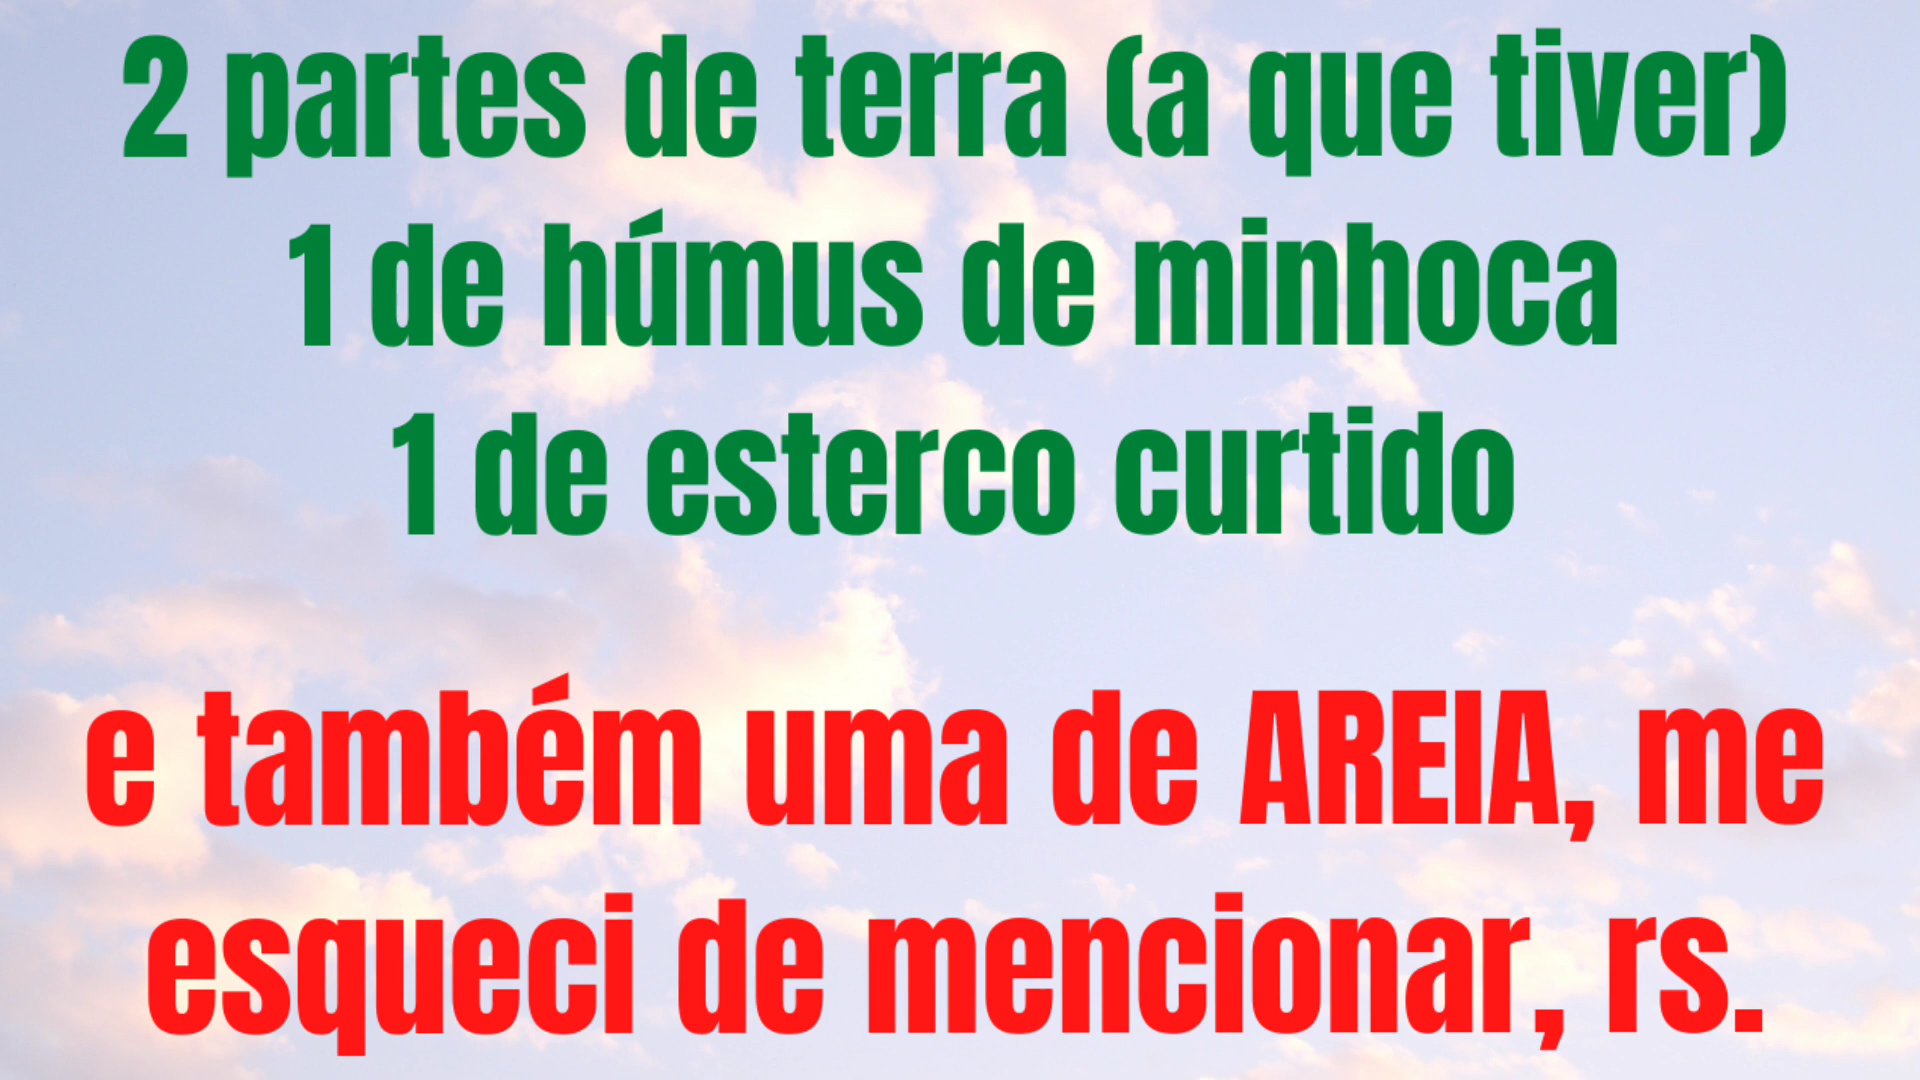 2 partes de terra (a que tiver)
1 de húmus de minhoca
1 de esterco curtido
e também uma de AREIA, me
esqueci de mencionar, rs.